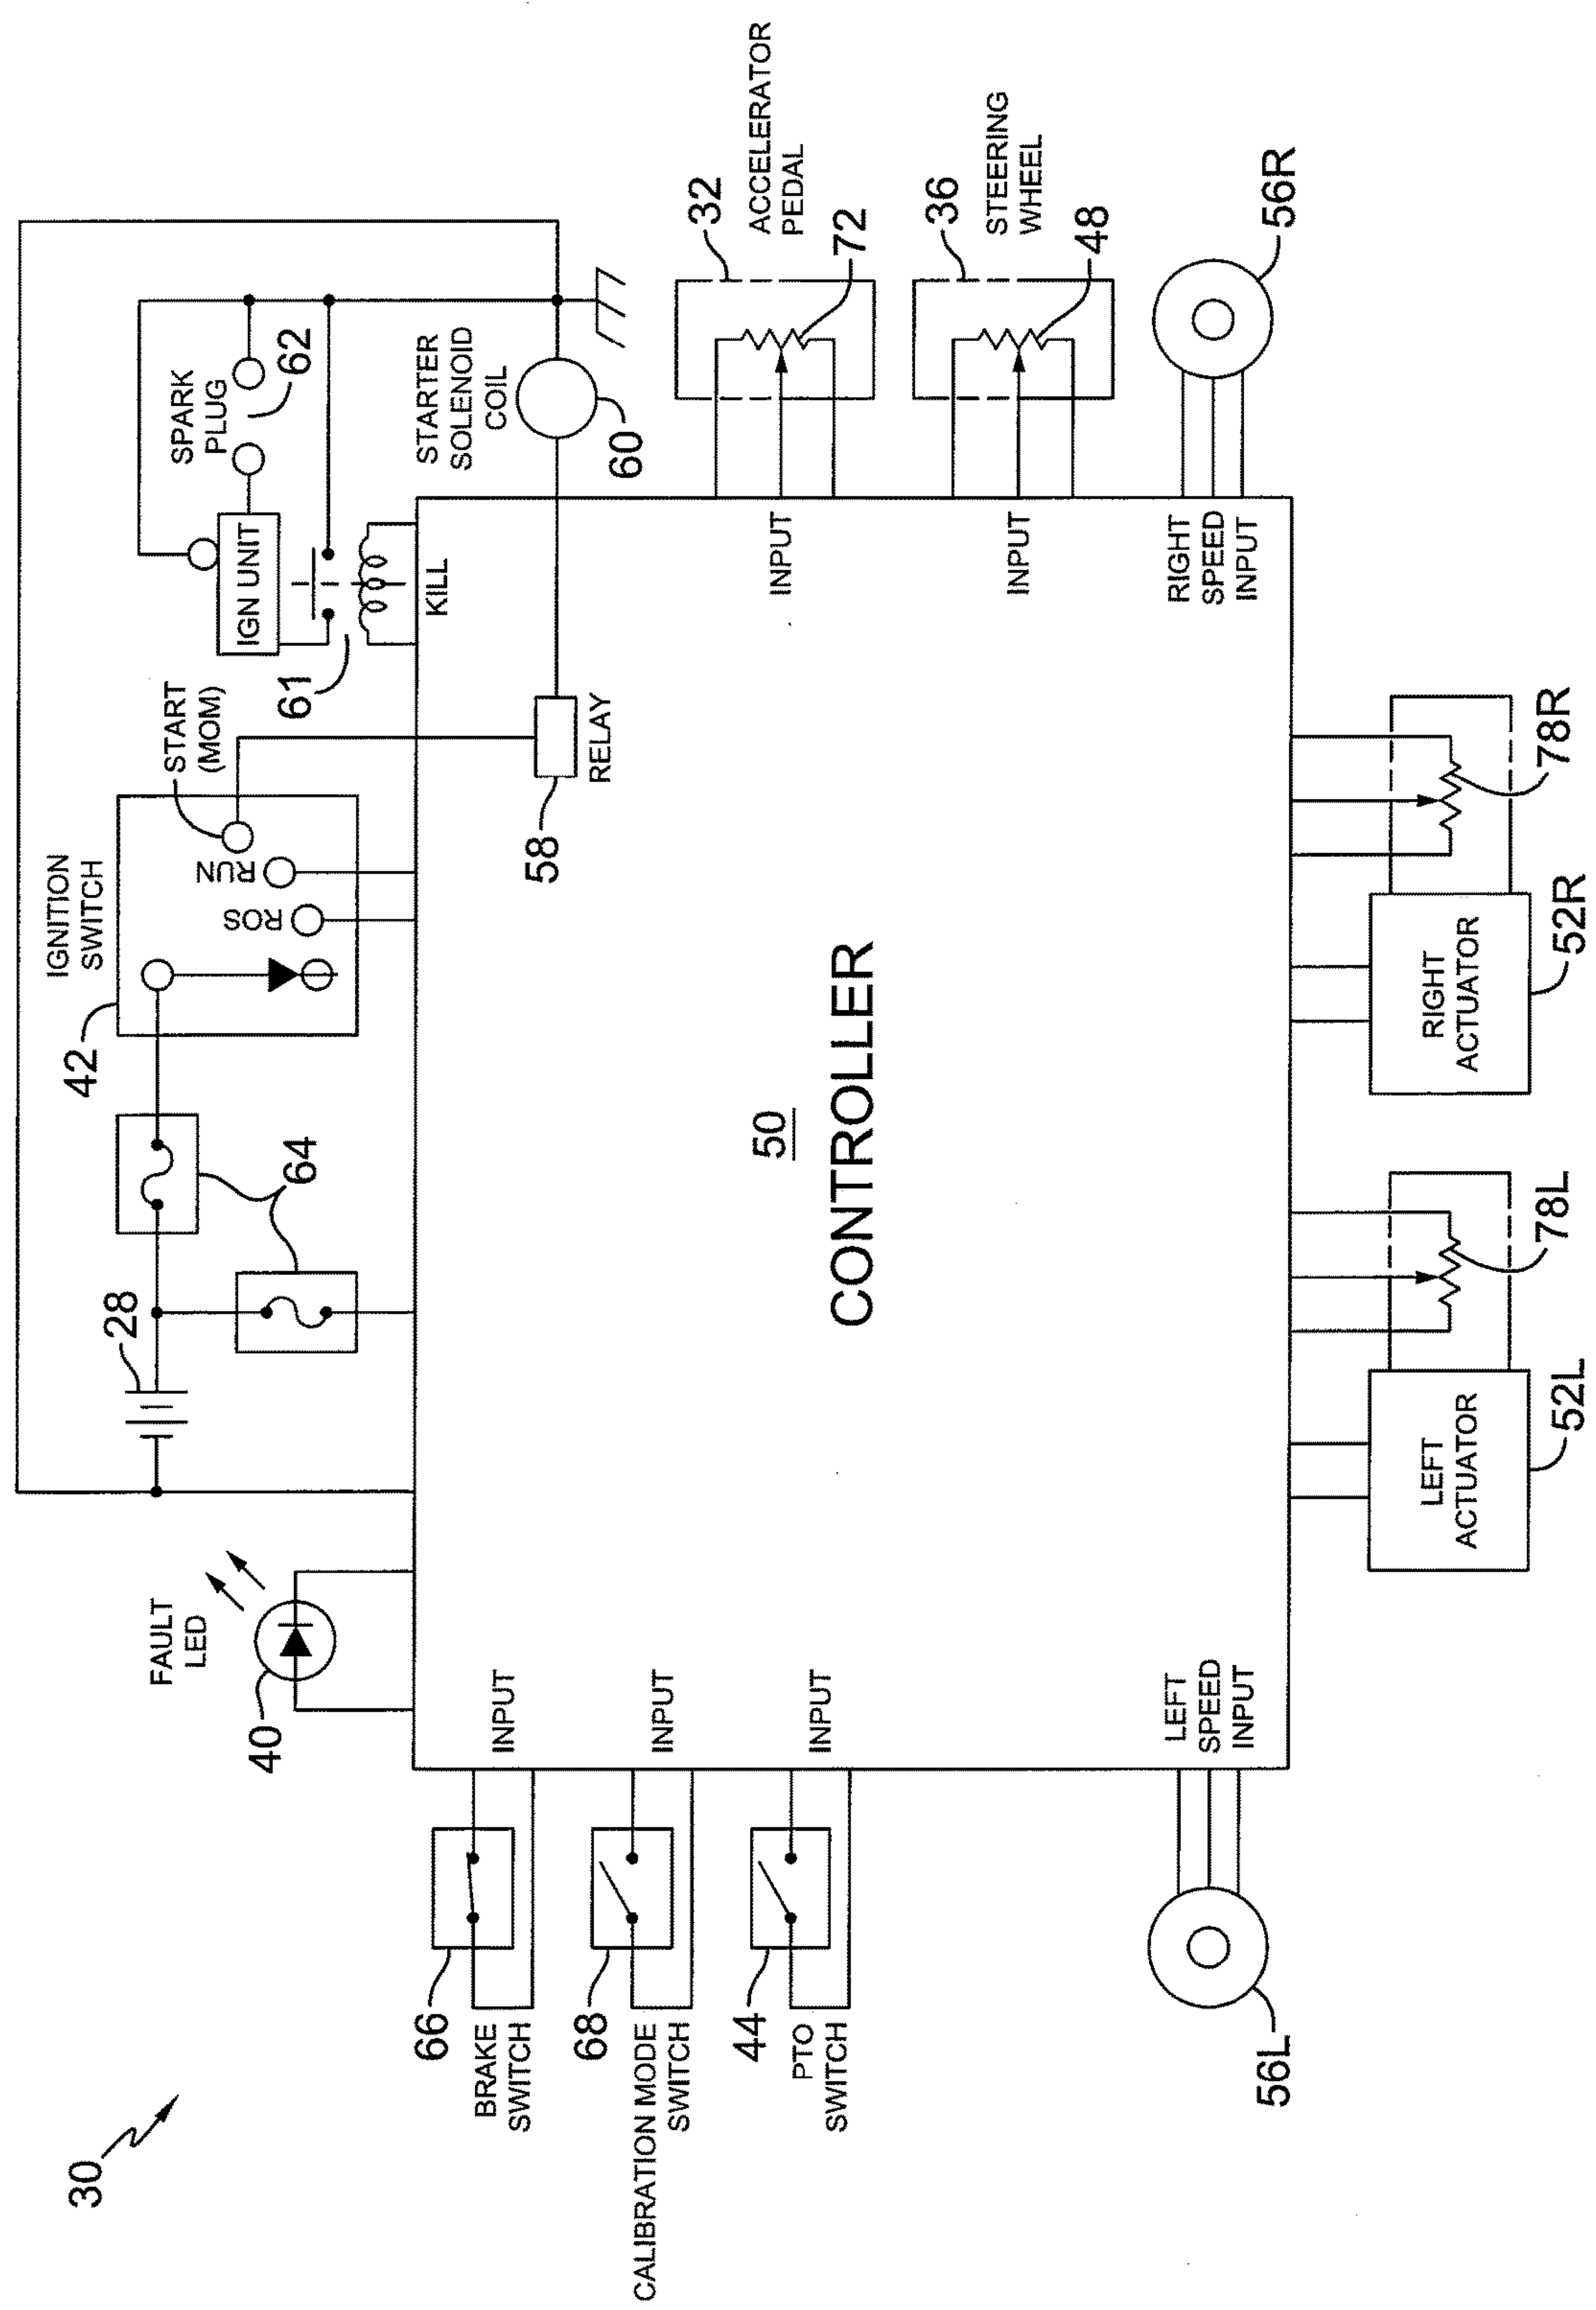 30
FAULT
LED
40
28
64
42
IGNITION
SWITCH
ROS
RUN
START
(MOM)
61
IGN UNIT
SPARK
PLUG
62
KILL
STARTER
SOLENOID
COIL
60
58
RELAY
66
BRAKE
SWITCH
INPUT
68
CALIBRATION MODE
SWITCH
INPUT
44
PTO
SWITCH
INPUT
50
CONTROLLER
INPUT
32
ACCELERATOR
PEDAL
72
INPUT
36
STEERING
WHEEL
48
LEFT
SPEED
INPUT
56L
RIGHT
SPEED
INPUT
56R
LEFT
ACTUATOR
52L
78L
RIGHT
ACTUATOR
52R
78R